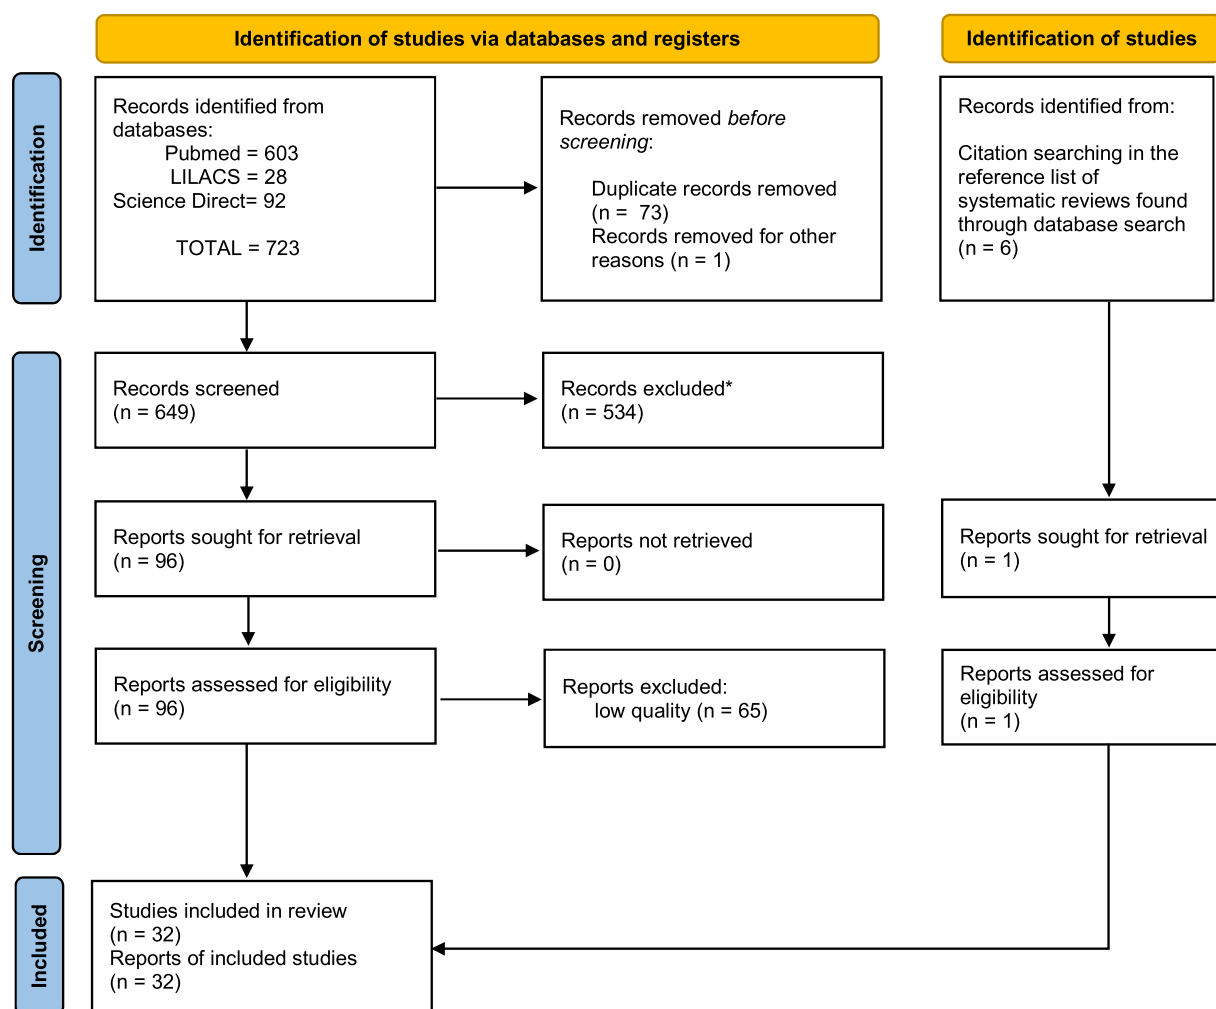 Identification of studies via databases and registers
Identification of studies
Identification
Records identified from
databases:
Pubmed = 603
LILACS = 28
Science Direct= 92
TOTAL = 723
Records removed before
screening:
Duplicate records removed
(n = 73)
Records removed for other
reasons (n = 1)
Records identified from:
Citation searching in the
reference list of
systematic reviews found
through database search
(n = 6)
Screening
Records screened
(n = 649)
Records excluded*
(n = 534)
Reports sought for retrieval
(n = 96)
Reports not retrieved
(n = 0)
Reports sought for retrieval
(n = 1)
Reports assessed for eligibility
(n = 96)
Reports excluded:
low quality (n = 65)
Reports assessed for
eligibility
(n = 1)
Included
Studies included in review
(n = 32)
Reports of included studies
(n = 32)